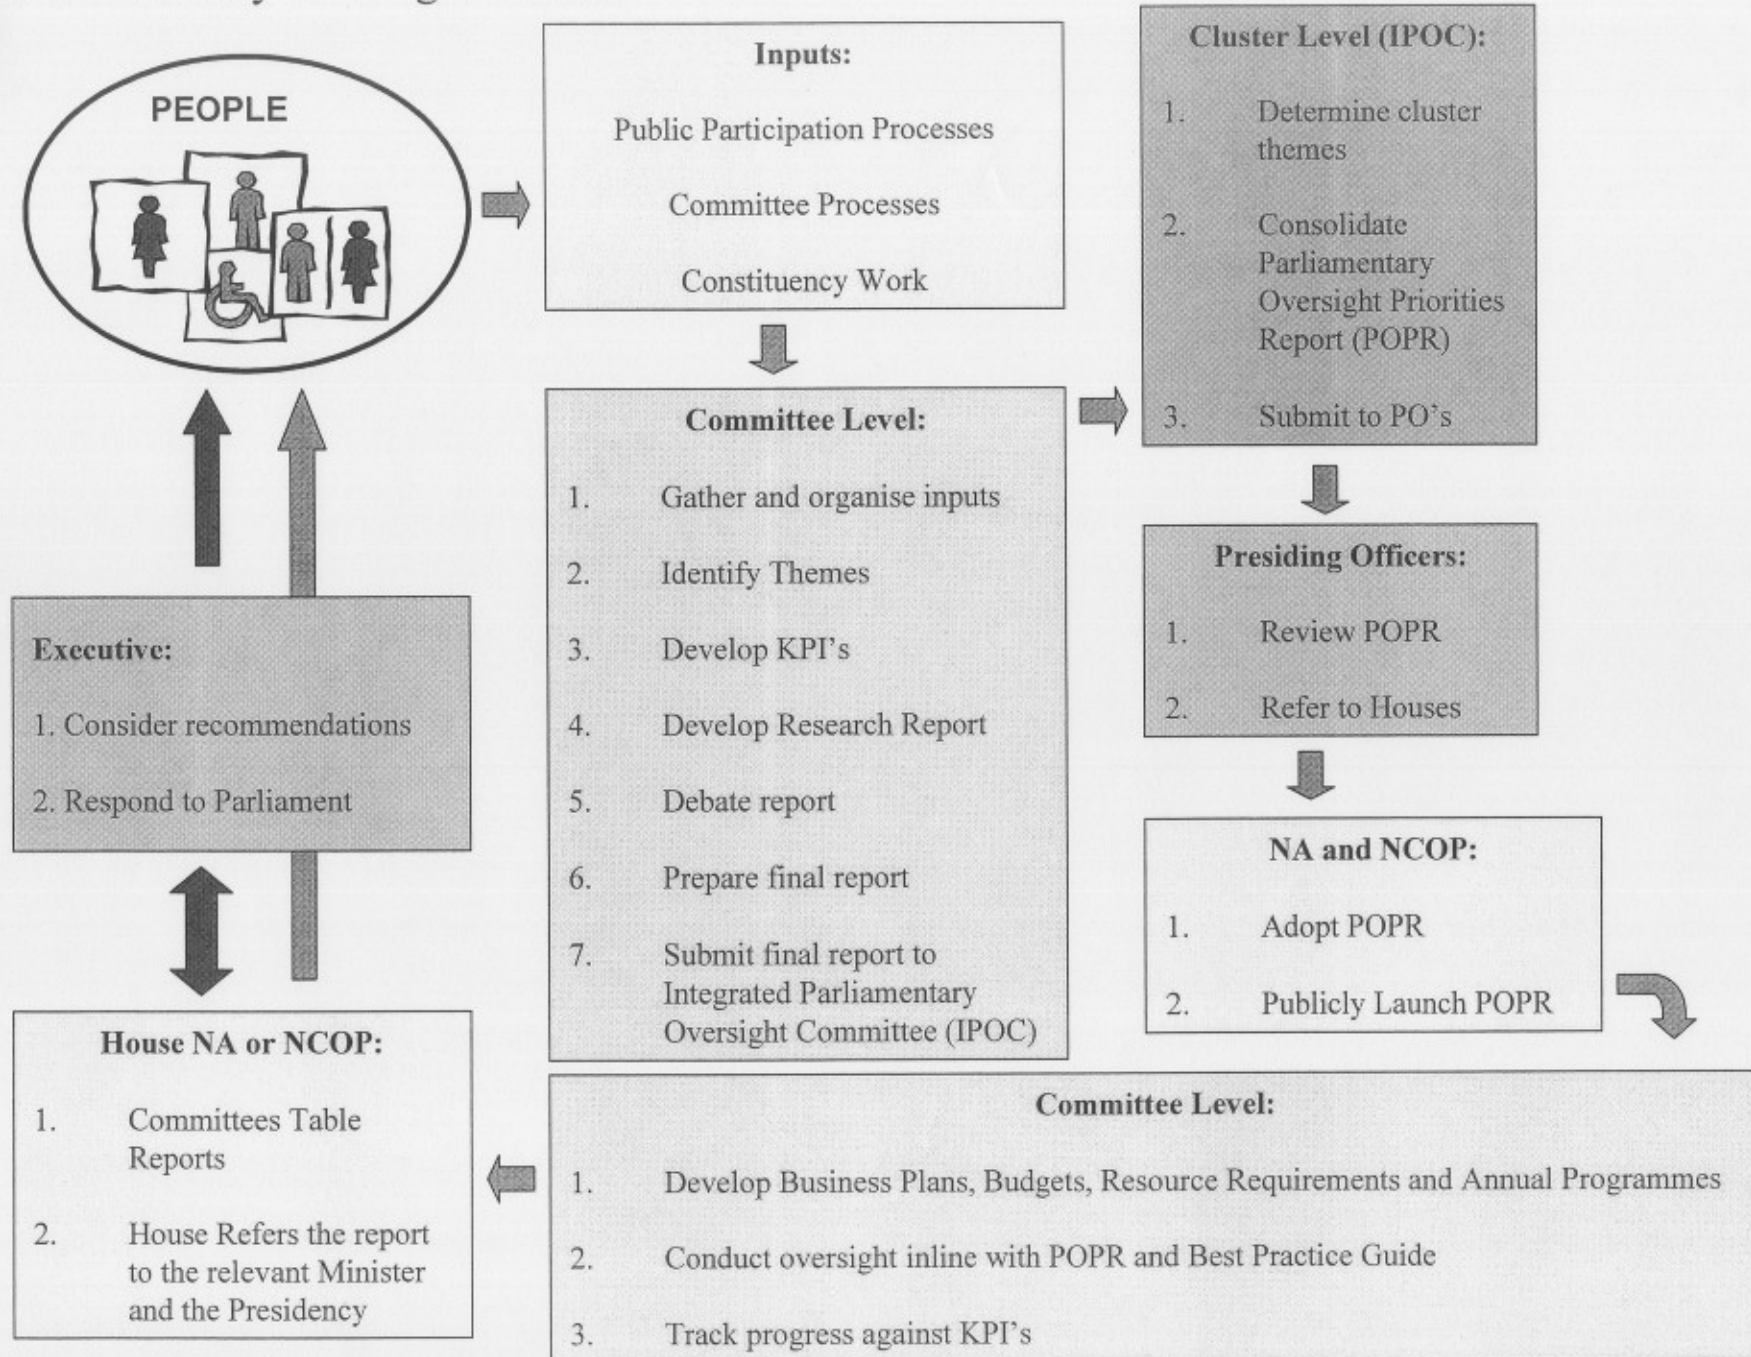 PEOPLE
Inputs:
Public Participation Processes
Committee Processes
Constituency Work
Cluster Level (IPOC):
1. Determine cluster
themes
2. Consolidate
Parliamentary
Oversight Priorities
Report (POPR)
3. Submit to PO's
Committee Level:
1. Gather and organise inputs
2. Identify Themes
3. Develop KPI's
4. Develop Research Report
5. Debate report
6. Prepare final report
7. Submit final report to
Integrated Parliamentary
Oversight Committee (IPOC)
Presiding Officers:
1. Review POPR
2. Refer to Houses
NA and NCOP:
1. Adopt POPR
2. Publicly Launch POPR
Committee Level:
1. Develop Business Plans, Budgets, Resource Requirements and Annual Programmes
2. Conduct oversight inline with POPR and Best Practice Guide
3. Track progress against KPI's
House NA or NCOP:
1. Committees Table
Reports
2. House Refers the report
to the relevant Minister
and the Presidency
Executive:
1. Consider recommendations
2. Respond to Parliament